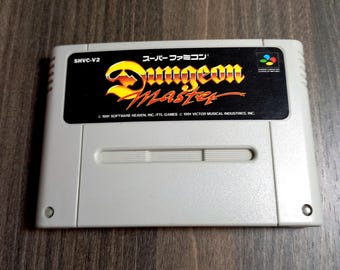 SHVC-V2
スーパーファミコン
Dungeon
Master
© 1991 SOFTWARE HEAVEN, INC./FTL GAMES © 1991 VICTOR MUSICAL INDUSTRIES, INC.